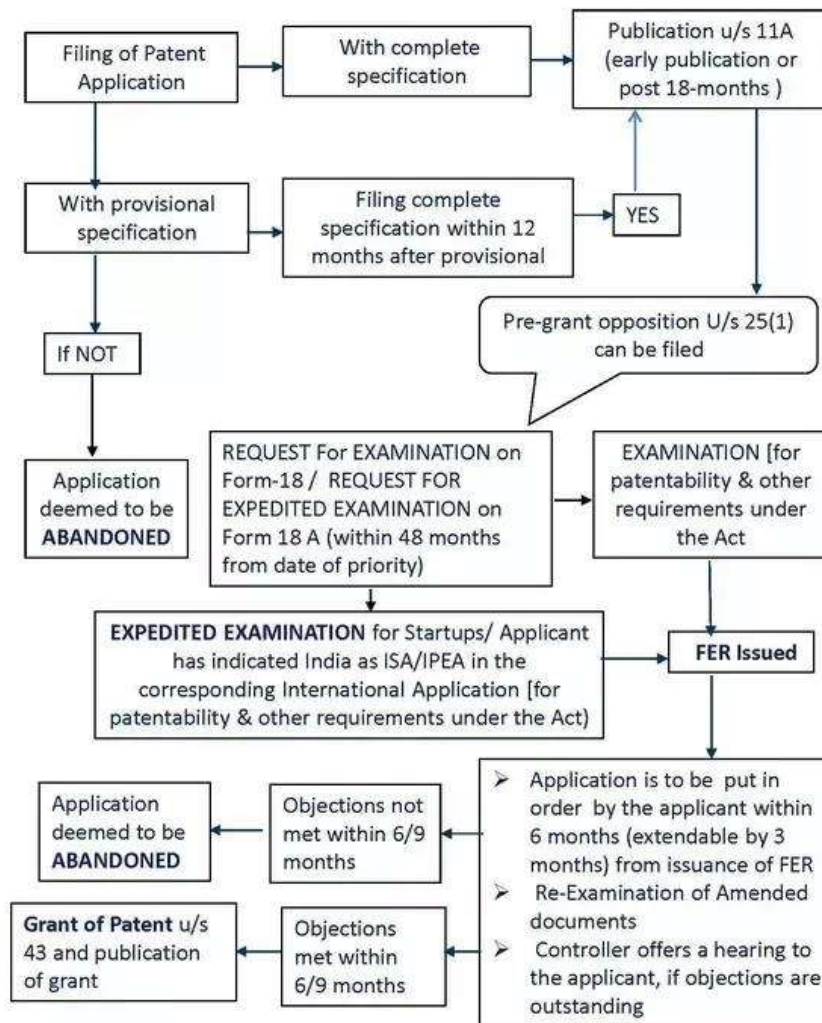 Filing of Patent
Application
With complete
specification
Publication u/s 11A
(early publication or
post 18-months )
With provisional
specification
Filing complete
specification within 12
months after provisional
YES
Pre-grant opposition U/s 25(1)
can be filed
If NOT
Application
deemed to be
ABANDONED
REQUEST For EXAMINATION on
Form-18 / REQUEST FOR
EXPEDITED EXAMINATION on
Form 18 A (within 48 months
from date of priority)
EXAMINATION [for
patentability & other
requirements under
the Act
EXPEDITED EXAMINATION for Startups/ Applicant
has indicated India as ISA/IPEA in the
corresponding International Application [for
patentability & other requirements under the Act)
FER Issued
➢ Application is to be put in
order by the applicant within
6 months (extendable by 3
months) from issuance of FER
➢ Re-Examination of Amended
documents
➢ Controller offers a hearing to
the applicant, if objections are
outstanding
Objections not
met within 6/9
months
Application
deemed to be
ABANDONED
Objections
met within
6/9 months
Grant of Patent u/s
43 and publication
of grant